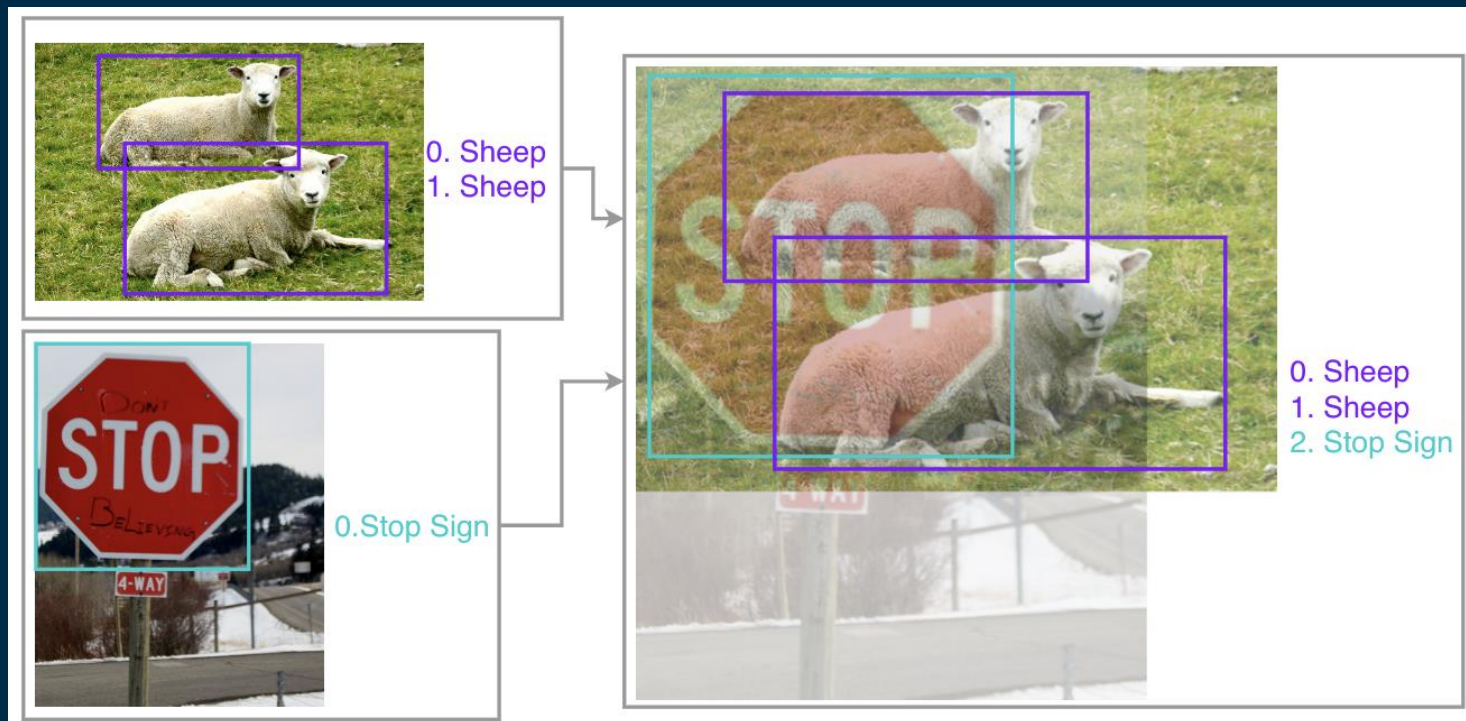 0. Sheep
1. Sheep
DON'T
STOP
BELIEVING
4-WAY
0.Stop Sign
STOP
4-WAY
0. Sheep
1. Sheep
2. Stop Sign